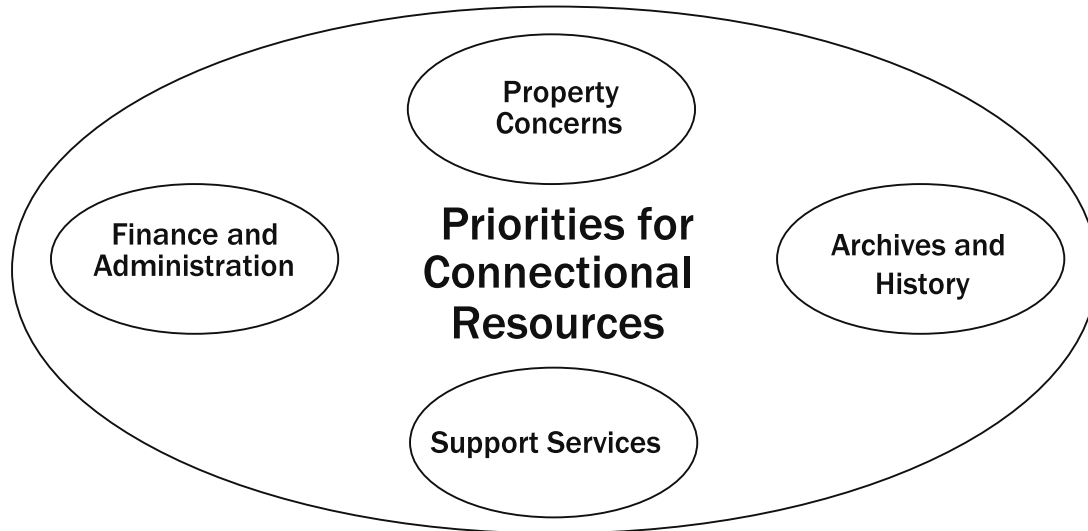 Property
Concerns
Finance and
Administration
Priorities for
Connectional
Resources
Archives and
History
Support Services